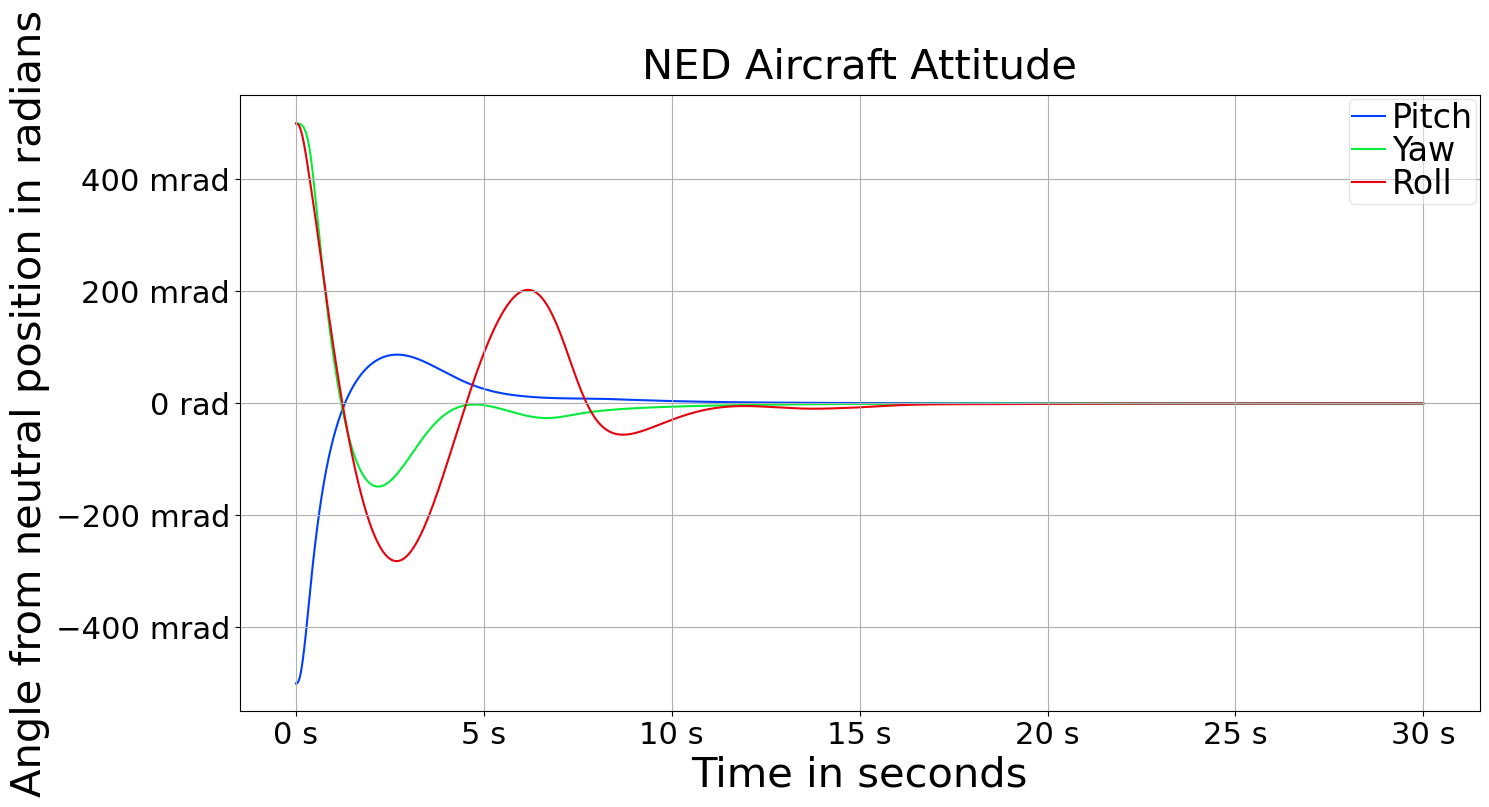 NED Aircraft Attitude
Angle from neutral position in radians
400 mrad
200 mrad
0 rad
−200 mrad
−400 mrad
Pitch
Yaw
Roll
0 s 5 s 10 s 15 s 20 s 25 s 30 s
Time in seconds